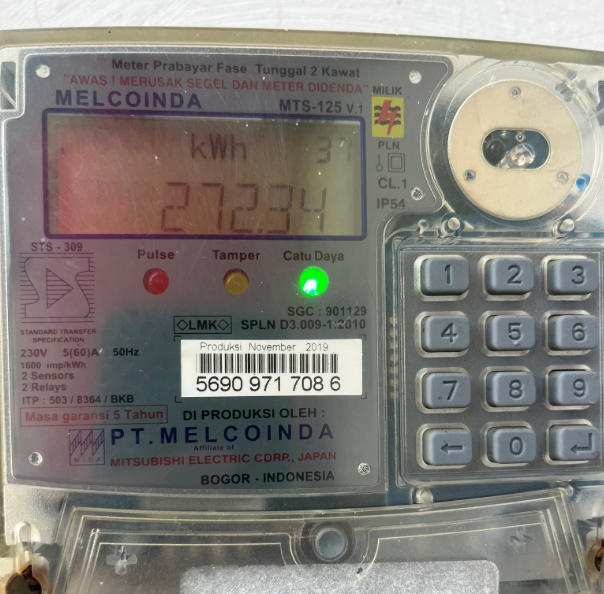 Meter Prabayar Fase Tunggal 2 Kawat
"AWAS ! MERUSAK SEGEL DAN METER DIDENDA"
MELCOINDA
MTS-125 V.1
MILIK
PLN
CL.1
IP54
kWh 37
272.34
STS - 309
Pulse
Tamper
Catu Daya
SGC : 901129
LMK
SPLN D3.009-1:2010
STANDARD TRANSFER
SPECIFICATION
230V 5(60)A 50Hz
1600 imp/kWh
2 Sensors
2 Relays
ITP : 503 / 8364 / BKB
Produksi November 2019
5690 971 708 6
Masa garansi 5 Tahun
DI PRODUKSI OLEH :
PT.MELCOINDA
MIDA
Affiliate of
MITSUBISHI ELECTRIC CORP., JAPAN
BOGOR - INDONESIA
1 2 3
4 5 6
7 8 9
← 0 ↵